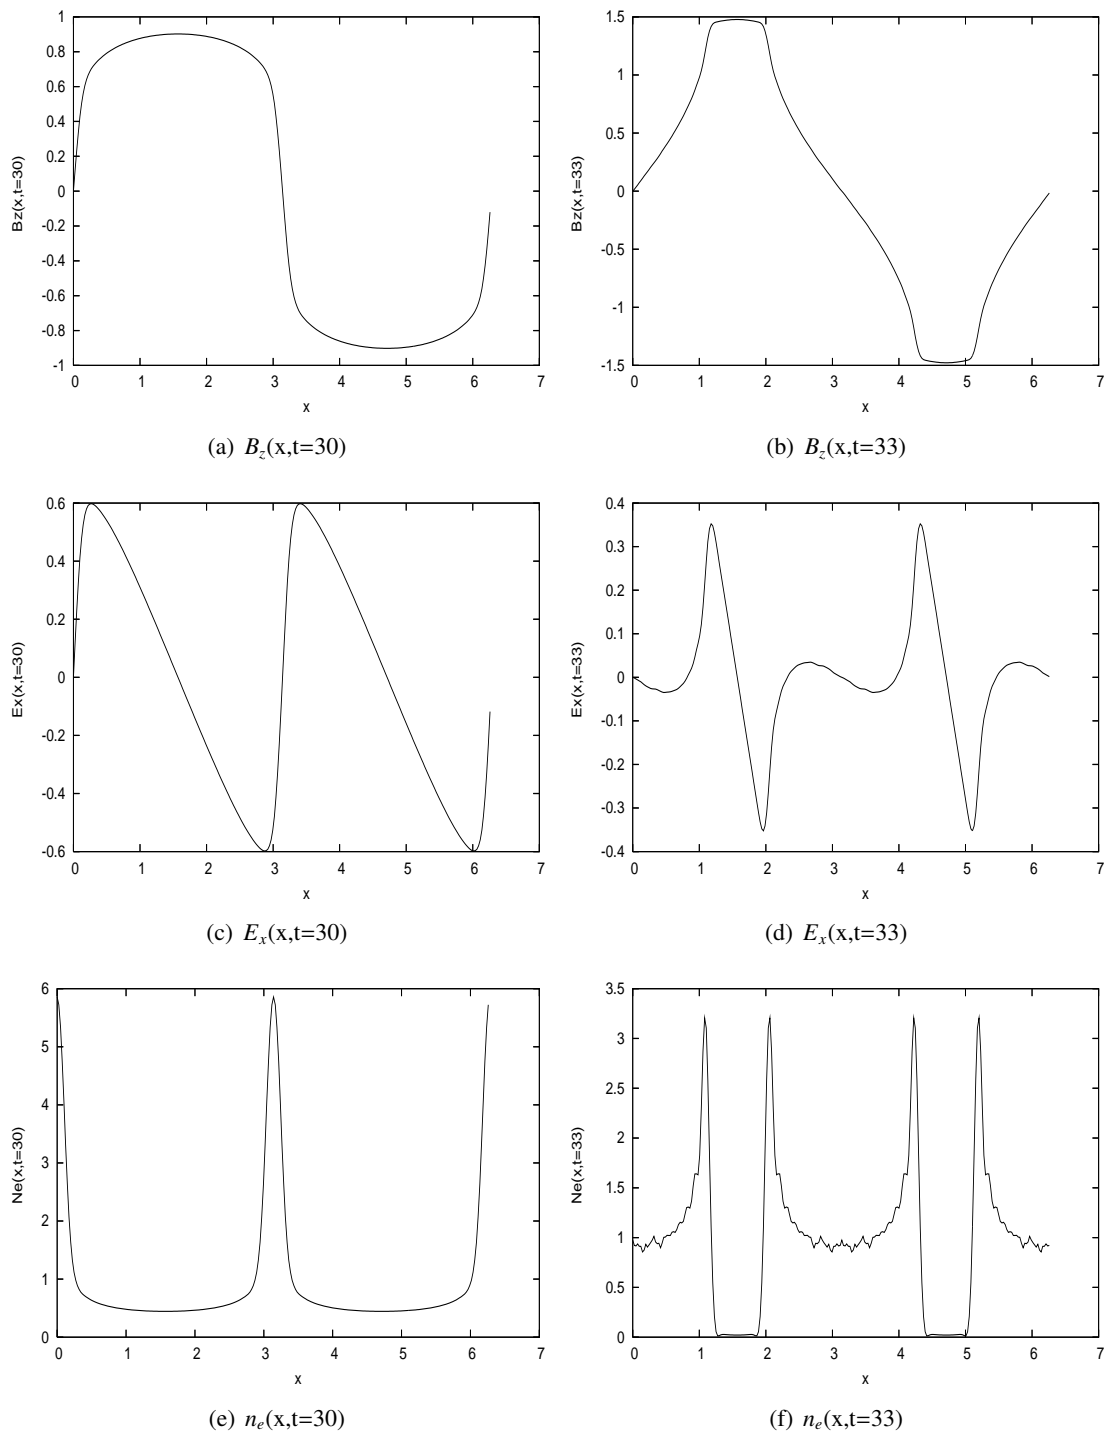 1
0.8
0.6
0.4
0.2
0
-0.2
-0.4
-0.6
-0.8
-1
Bz(x,t=30)
0 1 2 3 4 5 6 7
x
(a) B_z(x,t=30)
1.5
1
0.5
0
-0.5
-1
-1.5
Bz(x,t=33)
0 1 2 3 4 5 6 7
x
(b) B_z(x,t=33)
0.6
0.4
0.2
0
-0.2
-0.4
-0.6
Ex(x,t=30)
0 1 2 3 4 5 6 7
x
(c) E_x(x,t=30)
0.4
0.3
0.2
0.1
0
-0.1
-0.2
-0.3
-0.4
Ex(x,t=33)
0 1 2 3 4 5 6 7
x
(d) E_x(x,t=33)
6
5
4
3
2
1
0
Ne(x,t=30)
0 1 2 3 4 5 6 7
x
(e) n_e(x,t=30)
3.5
3
2.5
2
1.5
1
0.5
0
Ne(x,t=33)
0 1 2 3 4 5 6 7
x
(f) n_e(x,t=33)